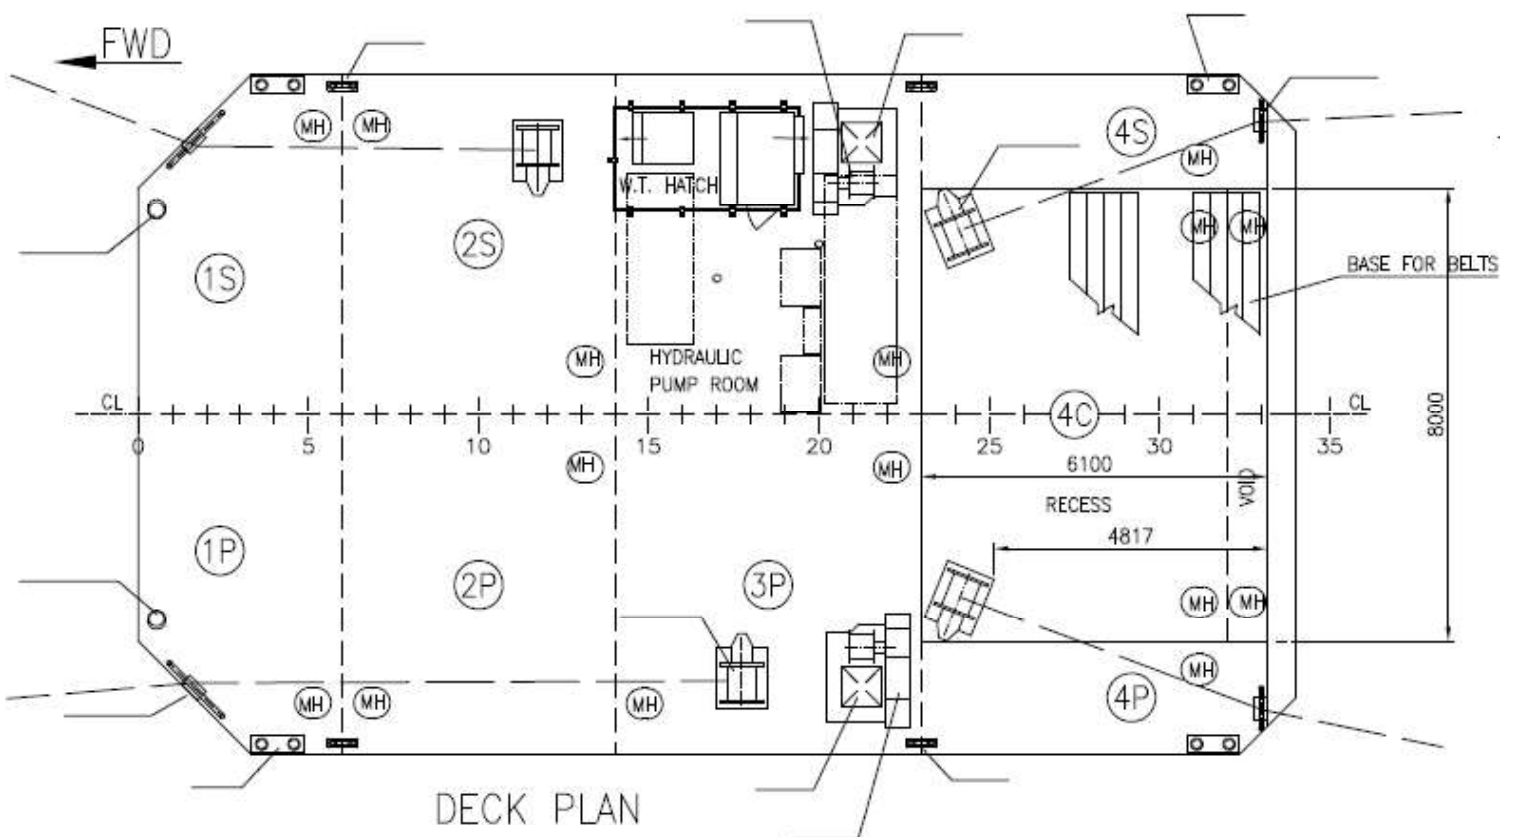 FWD
MH MH
4S
MH
W.T. HATCH
2S
1S
MH MH
BASE FOR BELTS
MH
HYDRAULIC
PUMP ROOM
MH
CL
4C
CL
0 5 10 15 20 25 30 35
8000
MH
MH
6100
VOID
RECESS
4817
1P
2P
3P
MH MH
MH
4P
MH MH
MH
DECK PLAN